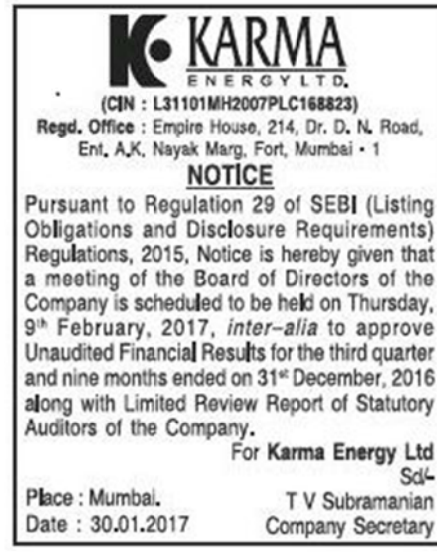 KARMA
ENERGY LTD.
(CIN : L31101MH2007PLC168823)
Regd. Office : Empire House, 214, Dr. D. N. Road,
Ent. A.K. Nayak Marg, Fort, Mumbai - 1
NOTICE
Pursuant to Regulation 29 of SEBI (Listing
Obligations and Disclosure Requirements)
Regulations, 2015, Notice is hereby given that
a meeting of the Board of Directors of the
Company is scheduled to be held on Thursday,
9th February, 2017, inter-alia to approve
Unaudited Financial Results for the third quarter
and nine months ended on 31st December, 2016
along with Limited Review Report of Statutory
Auditors of the Company.
For Karma Energy Ltd
Sd/-
Place : Mumbai. T V Subramanian
Date : 30.01.2017 Company Secretary